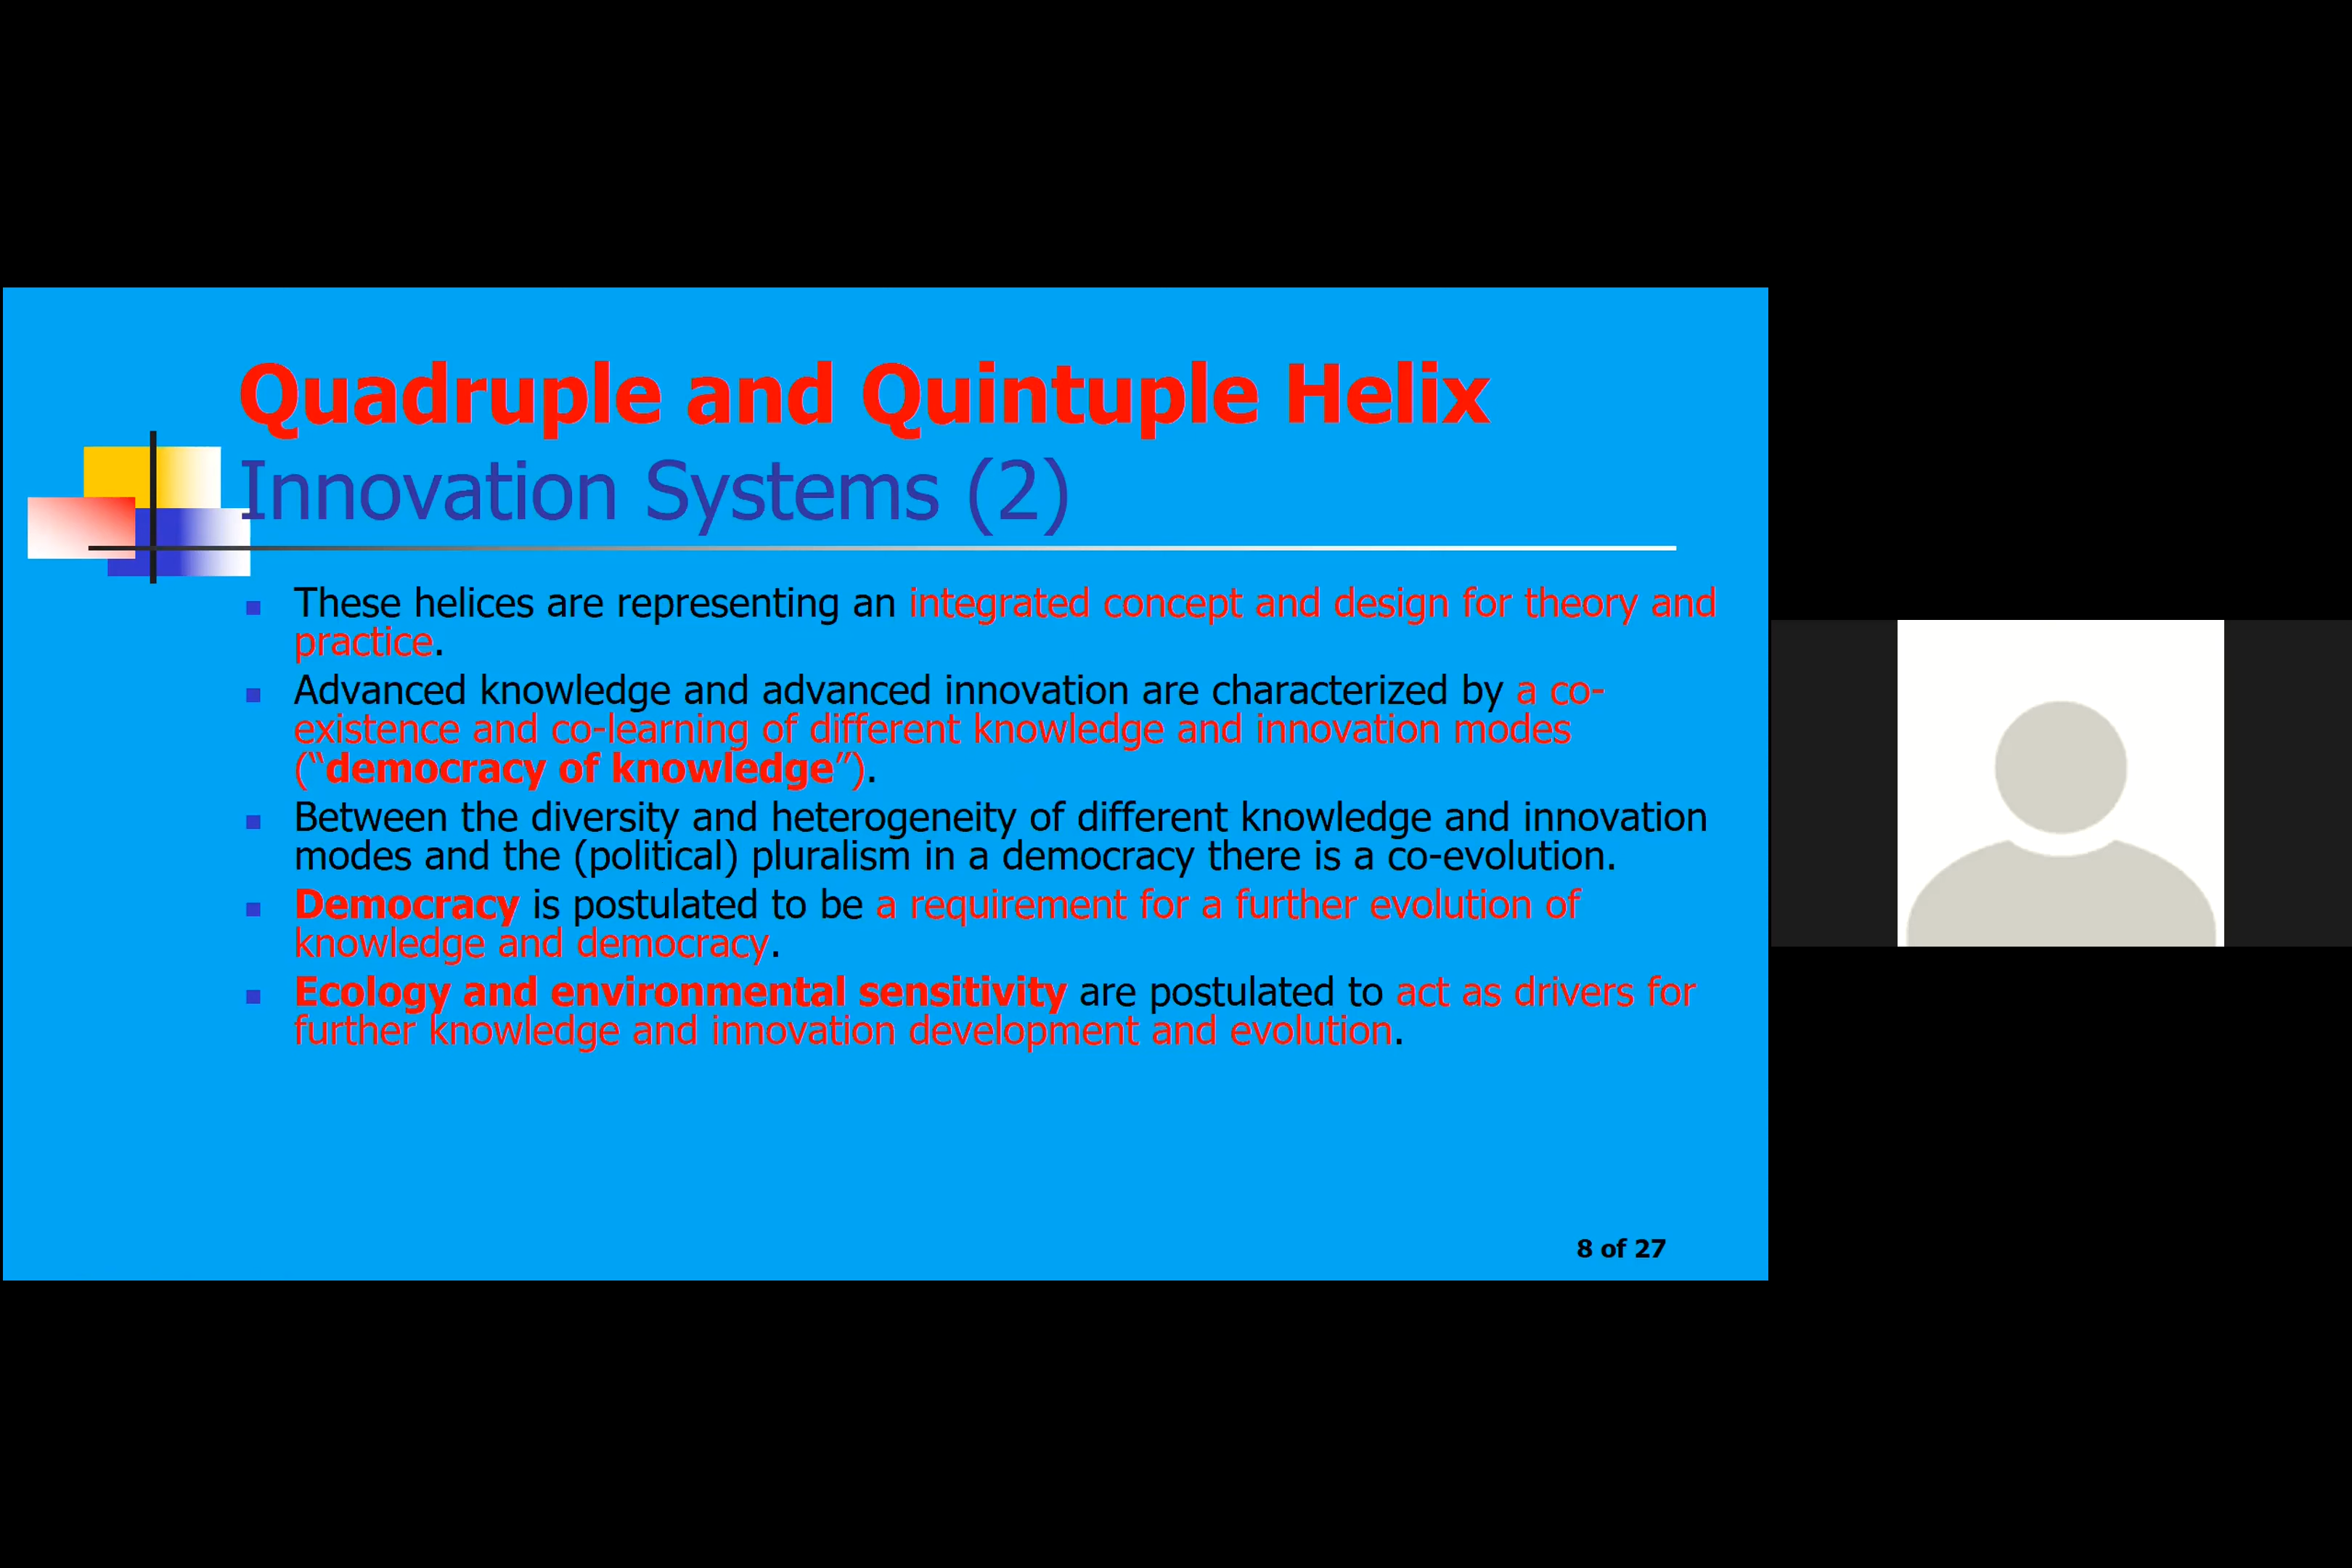 Quadruple and Quintuple Helix
Innovation Systems (2)
These helices are representing an integrated concept and design for theory and
practice.
Advanced knowledge and advanced innovation are characterized by a co-
existence and co-learning of different knowledge and innovation modes
(“democracy of knowledge”).
Between the diversity and heterogeneity of different knowledge and innovation
modes and the (political) pluralism in a democracy there is a co-evolution.
Democracy is postulated to be a requirement for a further evolution of
knowledge and democracy.
Ecology and environmental sensitivity are postulated to act as drivers for
further knowledge and innovation development and evolution.
8 of 27